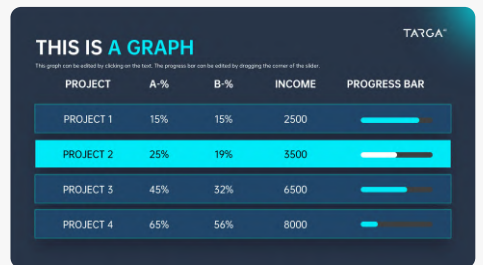 TARGA+
THIS IS A GRAPH
This graph can be edited by clicking on the text. The progress bar can be edited by dragging the corner of the slider.
PROJECT A-% B-% INCOME PROGRESS BAR
PROJECT 1 15% 15% 2500
PROJECT 2 25% 19% 3500
PROJECT 3 45% 32% 6500
PROJECT 4 65% 56% 8000